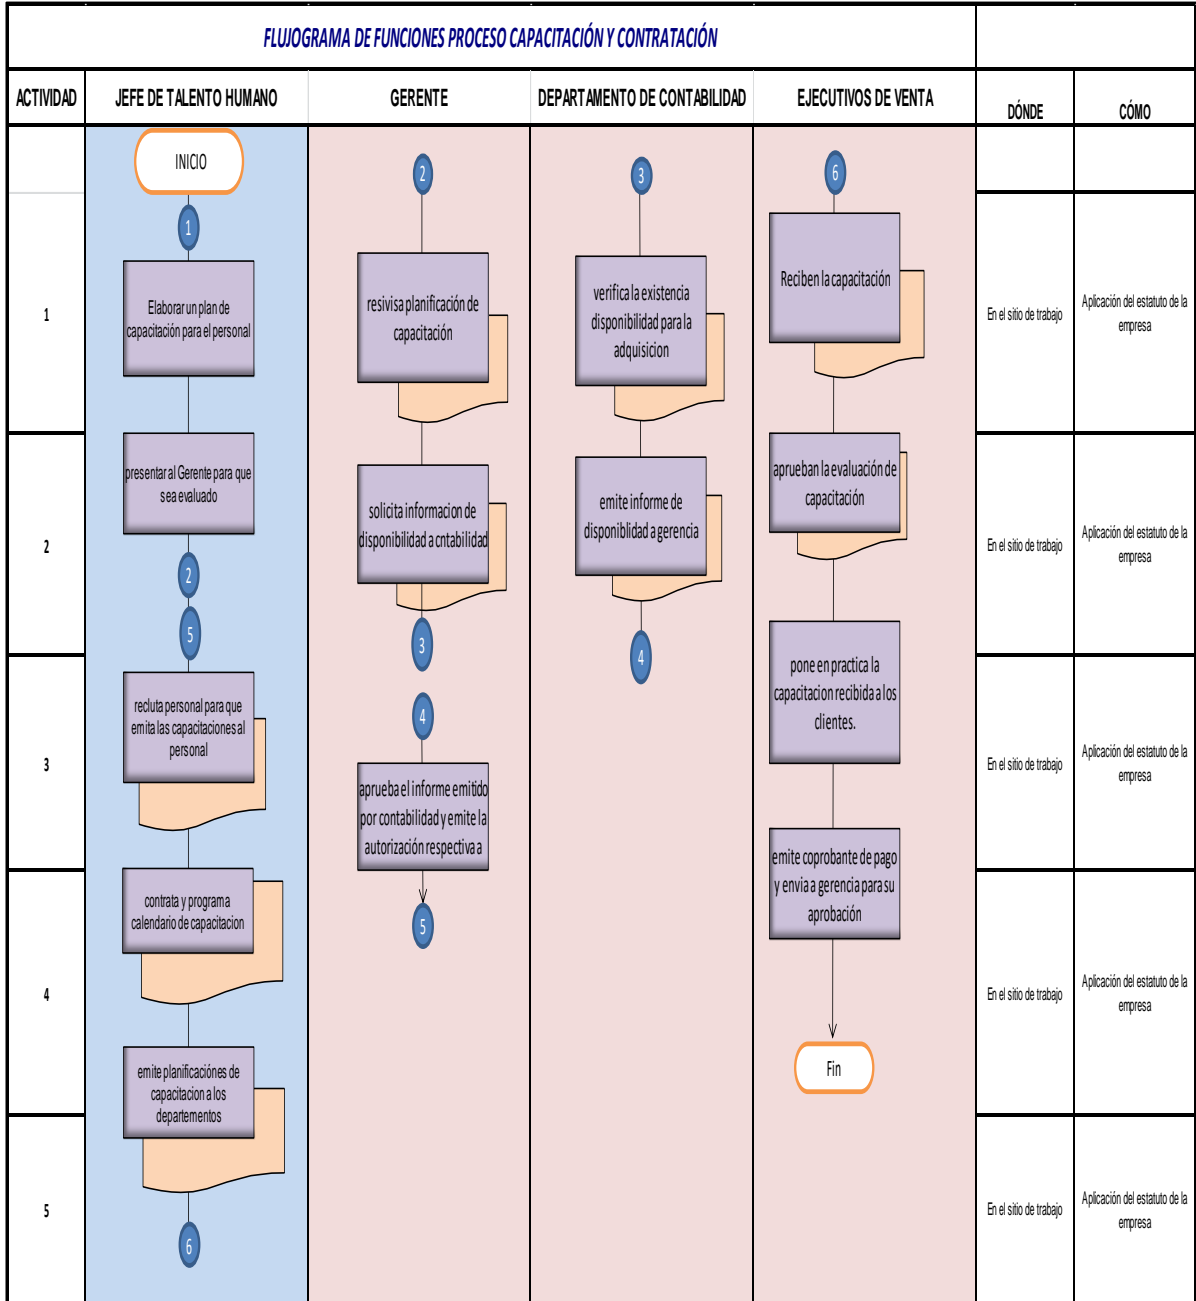 FLUJOGRAMA DE FUNCIONES PROCESO CAPACITACIÓN Y CONTRATACIÓN
ACTIVIDAD
JEFE DE TALENTO HUMANO
GERENTE
DEPARTAMENTO DE CONTABILIDAD
EJECUTIVOS DE VENTA
DÓNDE
CÓMO
INICIO
1
Elaborar un plan de
capacitación para el personal
presentar al Gerente para que
sea evaluado
2
5
recluta personal para que
emita las capacitaciones al
personal
contrata y programa
calendario de capacitacion
emite planificaciónes de
capacitacion a los
departementos
6
2
resivisa planificación de
capacitación
solicita informacion de
disponibilidad a cntabilidad
3
4
aprueba el informe emitido
por contabilidad y emite la
autorización respectiva a
5
3
verifica la existencia
disponibilidad para la
adquisicion
emite informe de
disponiblidad a gerencia
4
6
Reciben la capacitación
aprueban la evaluación de
capacitación
pone en practica la
capacitacion recibida a los
clientes.
emite coprobante de pago
y envia a gerencia para su
aprobación
Fin
1
En el sitio de trabajo
Aplicación del estatuto de la
empresa
2
En el sitio de trabajo
Aplicación del estatuto de la
empresa
3
En el sitio de trabajo
Aplicación del estatuto de la
empresa
4
En el sitio de trabajo
Aplicación del estatuto de la
empresa
5
En el sitio de trabajo
Aplicación del estatuto de la
empresa